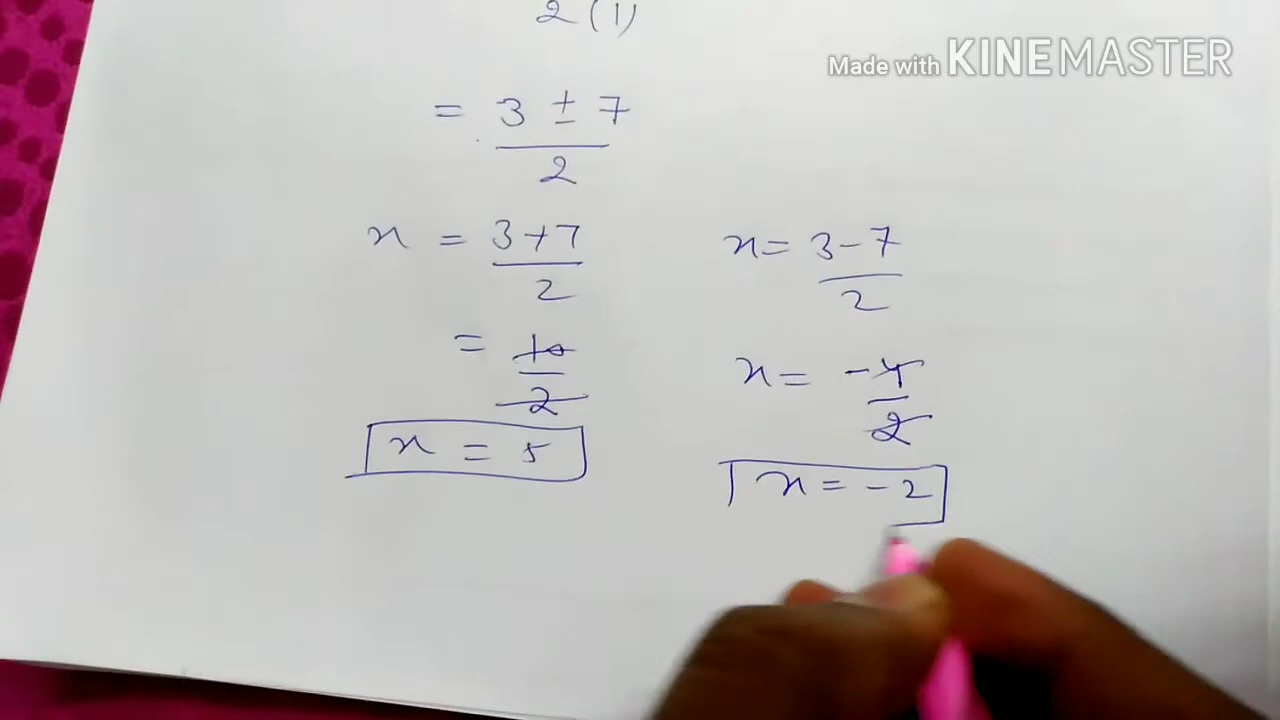 2 (1)
Made with KINEMASTER
= 3 ± 7
2
x = 3+7
2
x = 3-7
2
= 10
2
x = -4
2
x = 5
x = -2